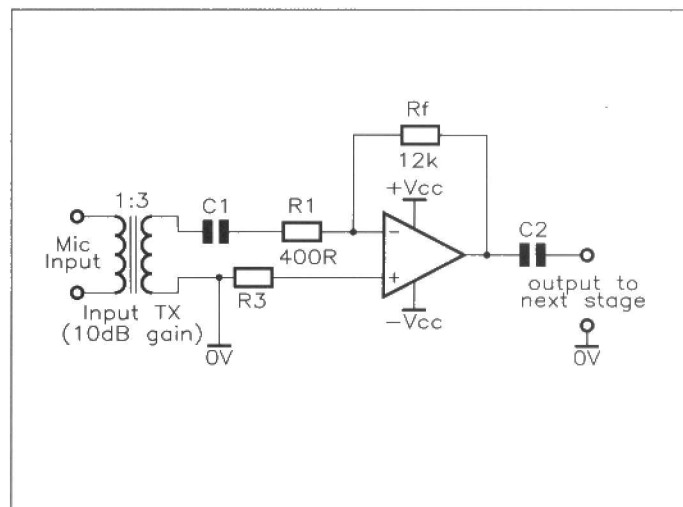 Rf
12k
1:3
+Vcc
C1
R1
C2
Mic
Input
−
400R
+
R3
output to
next stage
Input TX
(10dB gain)
−Vcc
0V
0V